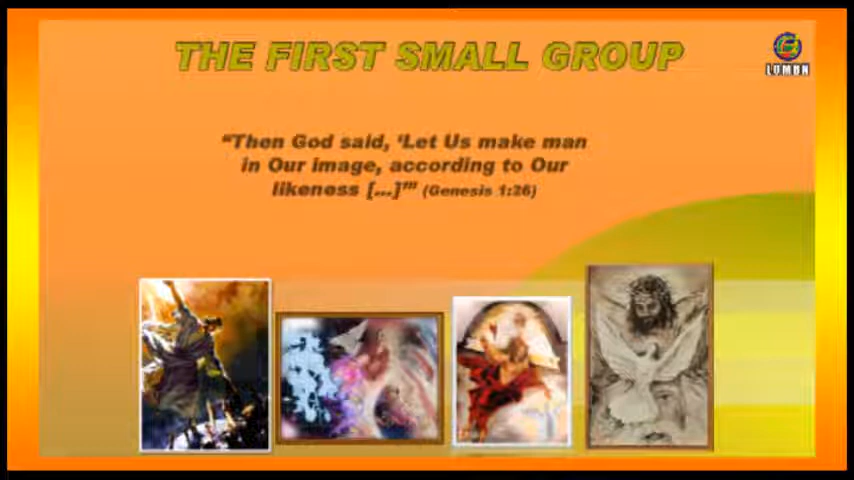 THE FIRST SMALL GROUP
LUMUN
“Then God said, ‘Let Us make man
in Our image, according to Our
likeness [...]’” (Genesis 1:26)